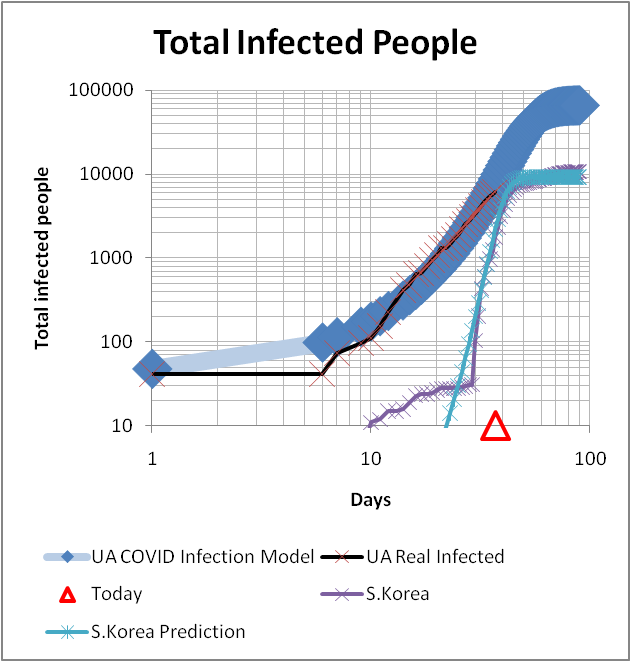 Total Infected People
100000
10000
1000
100
10
Total infected people
1 10 100
Days
UA COVID Infection Model UA Real Infected
Today S.Korea
S.Korea Prediction